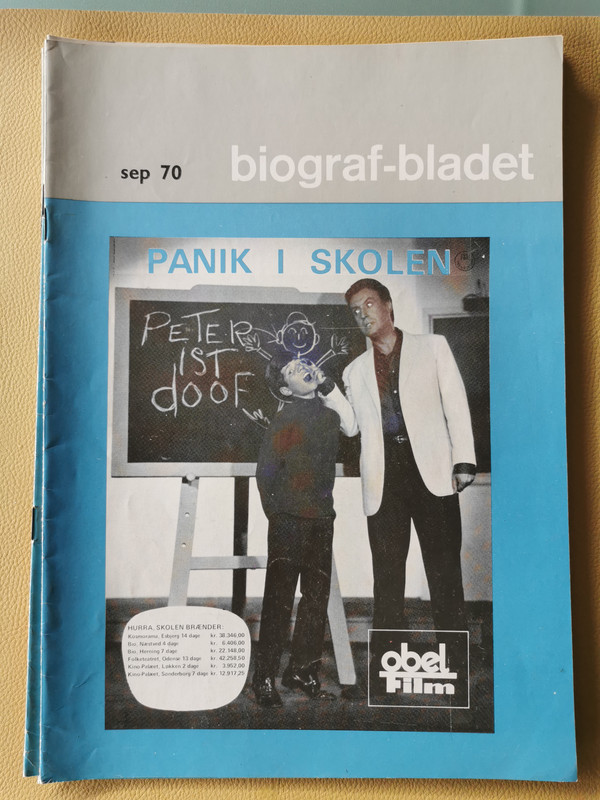 sep 70 biograf-bladet
PANIK I SKOLEN
PETER
IST
dOOF
HURRA, SKOLEN BRÆNDER:
Kosmorama, Esbjerg 14 dage kr. 38.346,00
Bio, Næstved 4 dage kr. 6.406,00
Bio, Herning 7 dage kr. 22.148,00
Folketeatret, Odense 13 dage kr. 42.258,50
Kino-Palæet, Løkken 2 dage kr. 3.952,00
Kino-Palæet, Sønderborg 7 dage kr. 12.917,25
obel
Film